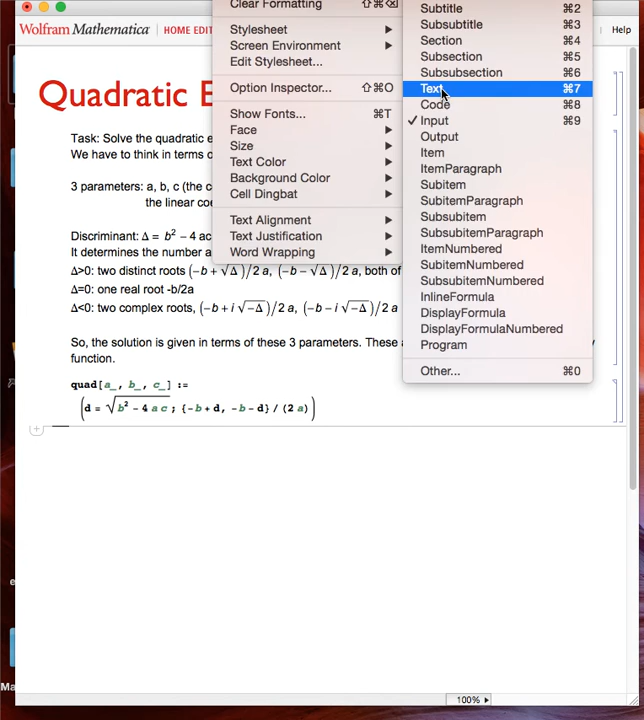 Wolfram Mathematica | HOME EDIT
Help
Clear Formatting ⇧⌘⌫
Stylesheet ▶
Screen Environment ▶
Edit Stylesheet...
Option Inspector... ⇧⌘O
Show Fonts... ⌘T
Face ▶
Size ▶
Text Color ▶
Background Color ▶
Cell Dingbat ▶
Text Alignment ▶
Text Justification ▶
Word Wrapping ▶
Subtitle ⌘2
Subsubtitle ⌘3
Section ⌘4
Subsection ⌘5
Subsubsection ⌘6
Text ⌘7
Code ⌘8
✓ Input ⌘9
Output
Item
ItemParagraph
Subitem
SubitemParagraph
Subsubitem
SubsubitemParagraph
ItemNumbered
SubitemNumbered
SubsubitemNumbered
InlineFormula
DisplayFormula
DisplayFormulaNumbered
Program
Other... ⌘0
Quadratic E
Task: Solve the quadratic e
We have to think in terms o
3 parameters: a, b, c (the c
the linear coe
Discriminant: Δ = b² − 4 ac
It determines the number a
Δ>0: two distinct roots (−b + √Δ)/2 a, (−b − √Δ)/2 a, both of
Δ=0: one real root -b/2a
Δ<0: two complex roots, (−b + i √−Δ)/2 a, (−b − i √−Δ)/2 a
So, the solution is given in terms of these 3 parameters. These a
function.
quad[a_, b_, c_] :=
(d = √(b² − 4 a c); {-b + d, -b - d} / (2 a))
100% ▶